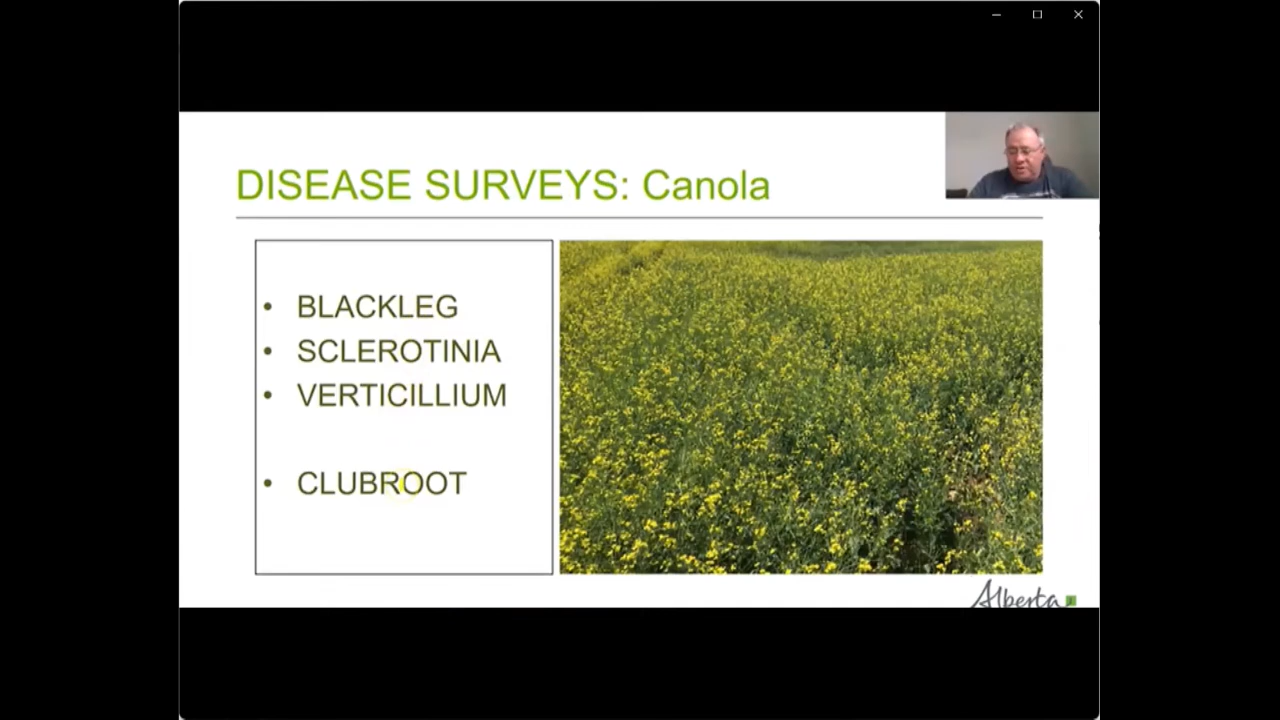 DISEASE SURVEYS: Canola
• BLACKLEG
• SCLEROTINIA
• VERTICILLIUM
• CLUBROOT
Alberta